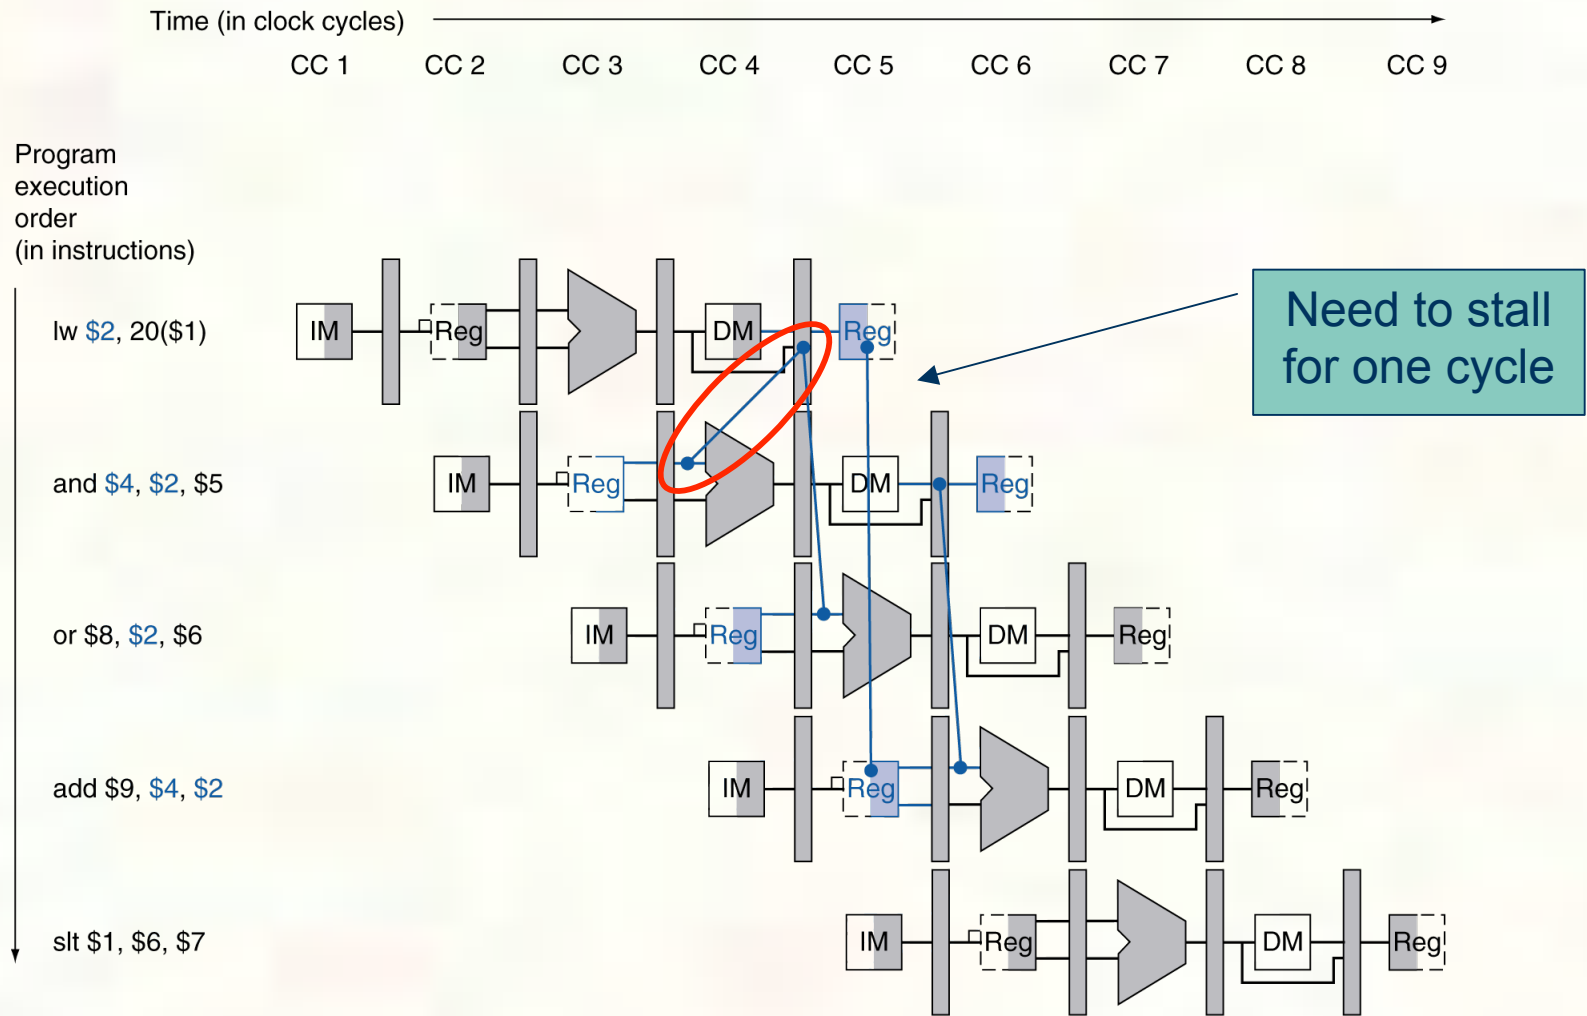 Time (in clock cycles)
CC 1 CC 2 CC 3 CC 4 CC 5 CC 6 CC 7 CC 8 CC 9
Program
execution
order
(in instructions)
lw $2, 20($1) IM Reg DM Reg
Need to stall
for one cycle
and $4, $2, $5 IM Reg DM Reg
or $8, $2, $6 IM Reg DM Reg
add $9, $4, $2 IM Reg DM Reg
slt $1, $6, $7 IM Reg DM Reg